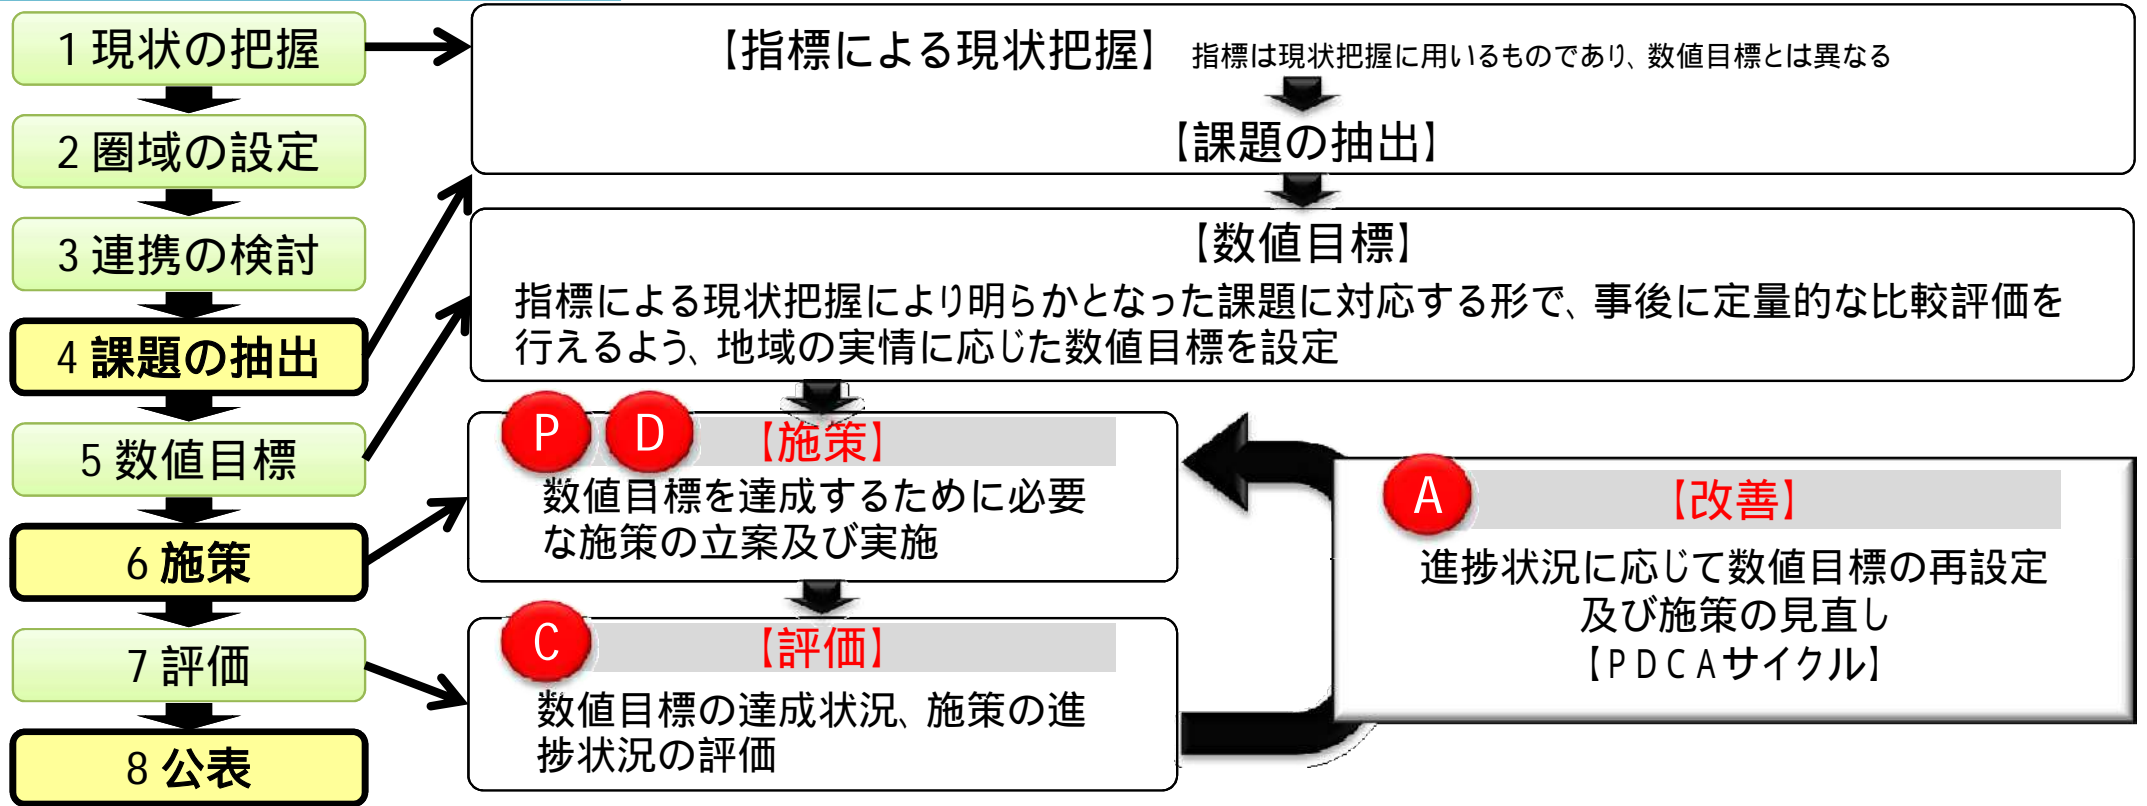 1 現状の把握
2 圏域の設定
3 連携の検討
4 課題の抽出
5 数値目標
6 施策
7 評価
8 公表
【指標による現状把握】 指標は現状把握に用いるものであり、数値目標とは異なる
【課題の抽出】
【数値目標】
指標による現状把握により明らかとなった課題に対応する形で、事後に定量的な比較評価を
行えるよう、地域の実情に応じた数値目標を設定
P D 【施策】
数値目標を達成するために必要
な施策の立案及び実施
C 【評価】
数値目標の達成状況、施策の進
捗状況の評価
A 【改善】
進捗状況に応じて数値目標の再設定
及び施策の見直し
【PDCAサイクル】